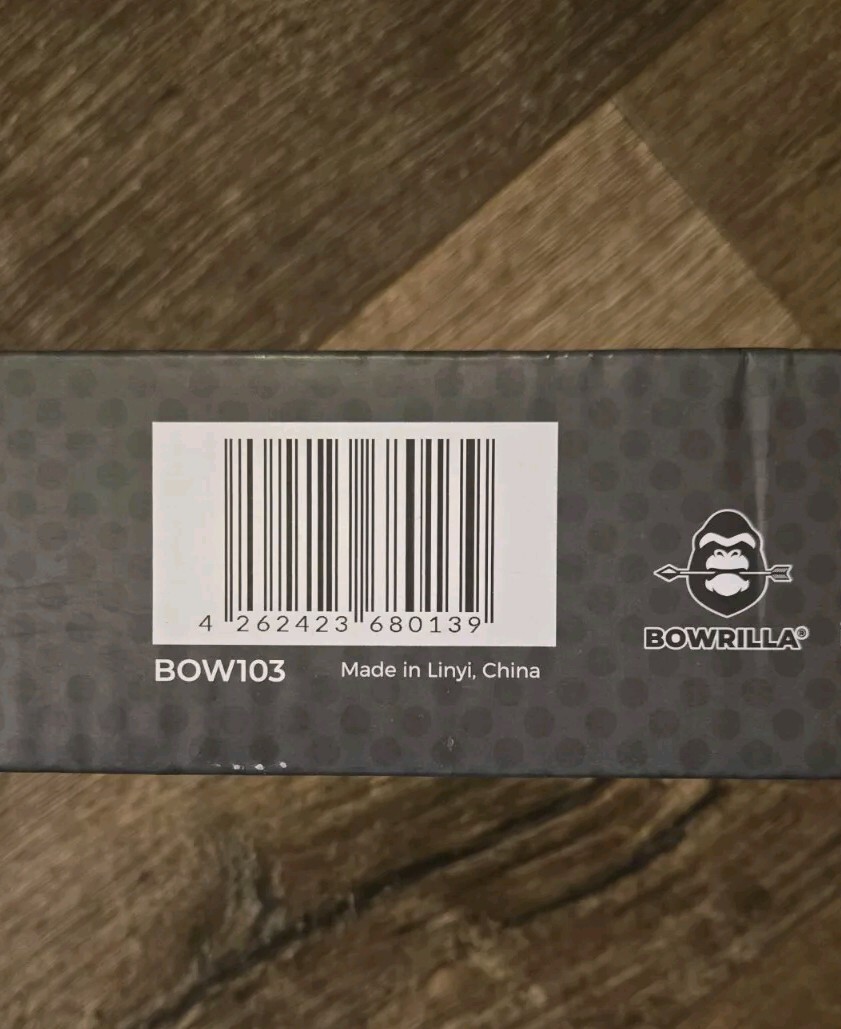 4 262423 680139
BOW103
Made in Linyi, China
BOWRILLA®